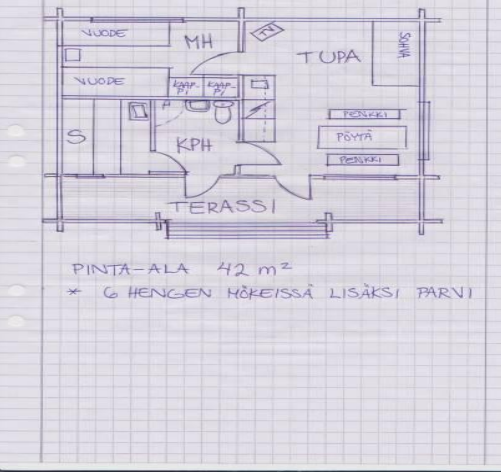 VUODE
MH
TV
TUPA
SOHVA
VUODE
KAAP-
PI
KAAP-
PI
PENKKI
S
KPH
PÖYTÄ
PENKKI
TERASSI
PINTA-ALA 42 m²
* 6 HENGEN MÖKEISSÄ LISÄKSI PARVI